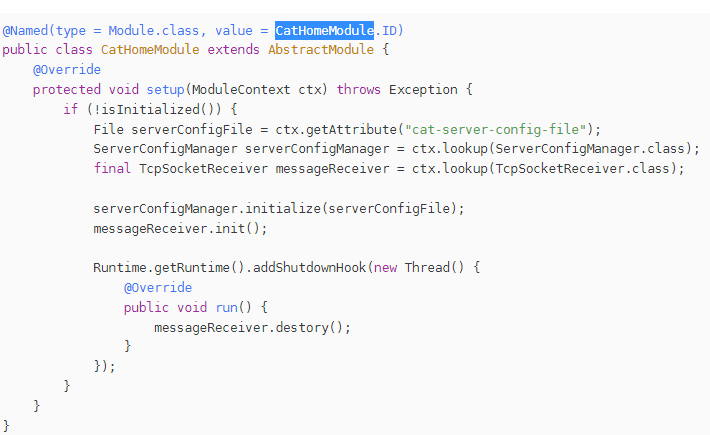 @Named(type = Module.class, value = CatHomeModule.ID)
public class CatHomeModule extends AbstractModule {
    @Override
    protected void setup(ModuleContext ctx) throws Exception {
        if (!isInitialized()) {
            File serverConfigFile = ctx.getAttribute("cat-server-config-file");
            ServerConfigManager serverConfigManager = ctx.lookup(ServerConfigManager.class);
            final TcpSocketReceiver messageReceiver = ctx.lookup(TcpSocketReceiver.class);

            serverConfigManager.initialize(serverConfigFile);
            messageReceiver.init();

            Runtime.getRuntime().addShutdownHook(new Thread() {
                @Override
                public void run() {
                    messageReceiver.destory();
                }
            });
        }
    }
}